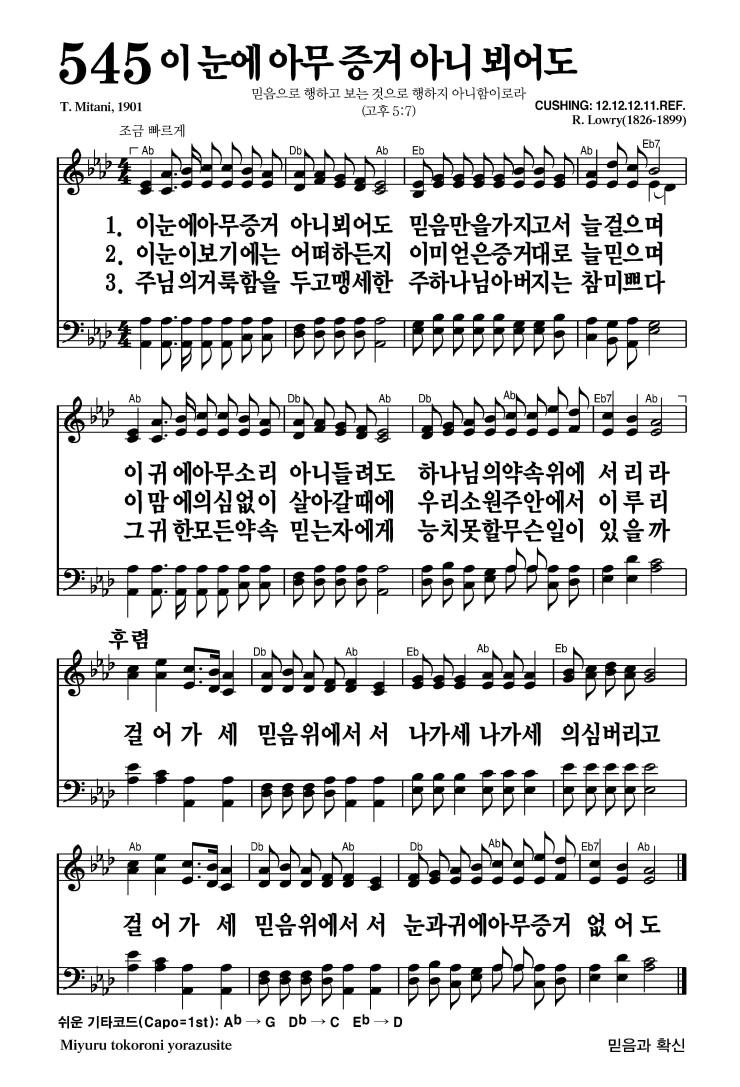 545 이 눈에 아무 증거 아니 뵈어도
믿음으로 행하고 보는 것으로 행하지 아니함이로라
(고후 5:7)
T. Mitani, 1901
CUSHING: 12.12.12.11.REF.
R. Lowry(1826-1899)
조금 빠르게
Ab Db Ab Eb Ab Eb7
1. 이눈에아무증거 아니뵈어도 믿음만을가지고서 늘걸으며
2. 이눈이보기에는 어떠하든지 이미얻은증거대로 늘믿으며
3. 주님의거룩함을 두고맹세한 주하나님아버지는 참미쁘다
Ab Db Ab Db Ab Eb7 Ab
이귀에아무소리 아니들려도 하나님의약속위에 서리라
이맘에의심없이 살아갈때에 우리소원주안에서 이루리
그귀한모든약속 믿는자에게 능치못할무슨일이 있을까
후렴
Ab Db Ab Eb Ab Eb
걸어가세 믿음위에서서 나가세나가세 의심버리고
Ab Db Ab Db Ab Eb7 Ab
걸어가세 믿음위에서서 눈과귀에아무증거 없어도
쉬운 기타코드(Capo=1st): Ab → G Db → C Eb → D
Miyuru tokoroni yorazusite
믿음과 확신